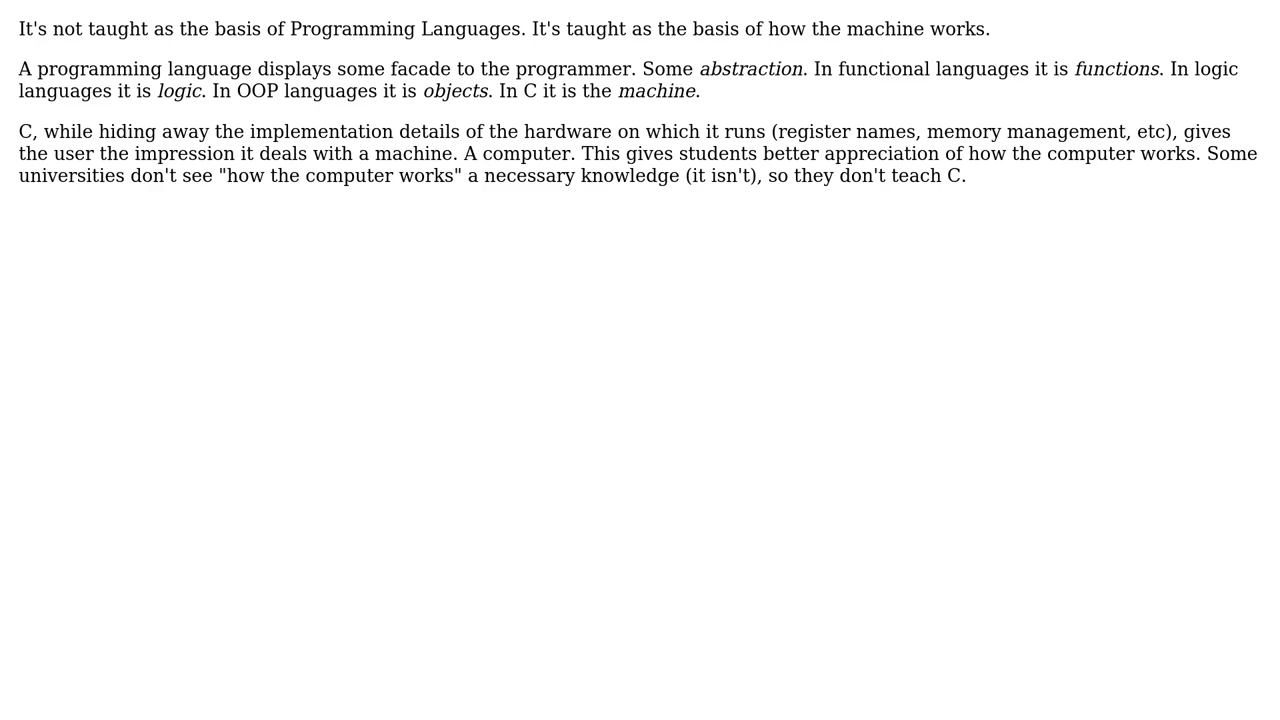 It's not taught as the basis of Programming Languages. It's taught as the basis of how the machine works.
A programming language displays some facade to the programmer. Some abstraction. In functional languages it is functions. In logic
languages it is logic. In OOP languages it is objects. In C it is the machine.
C, while hiding away the implementation details of the hardware on which it runs (register names, memory management, etc), gives
the user the impression it deals with a machine. A computer. This gives students better appreciation of how the computer works. Some
universities don't see "how the computer works" a necessary knowledge (it isn't), so they don't teach C.